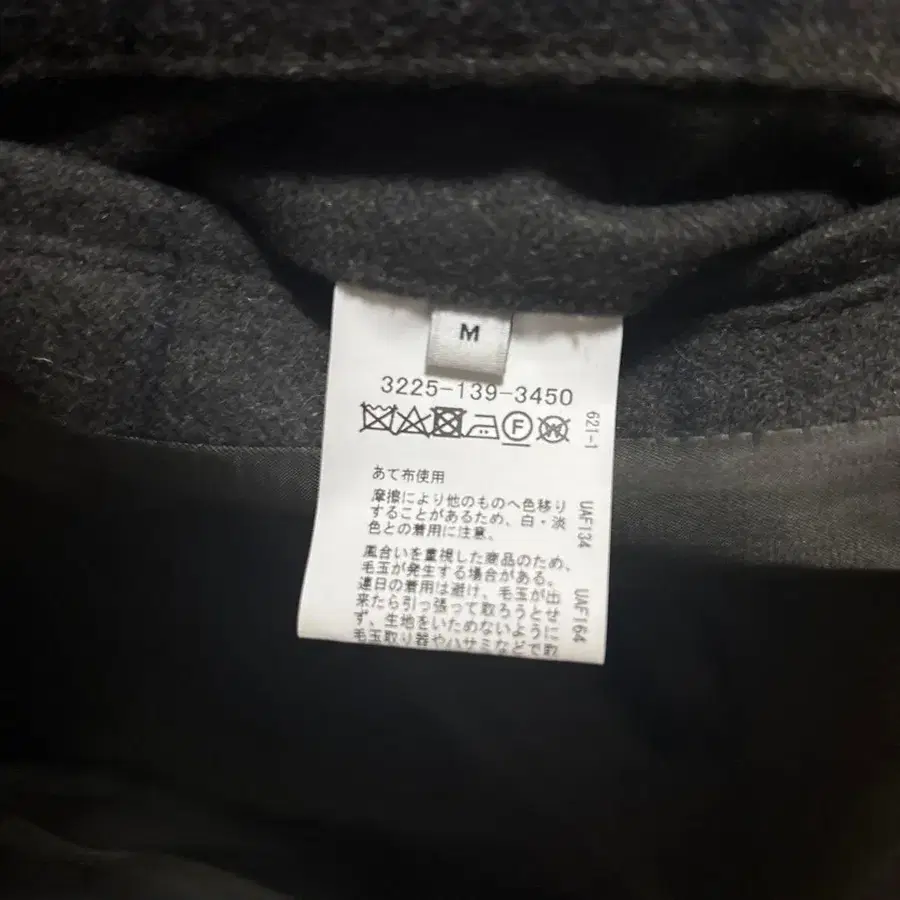 M
3225-139-3450
F
W
あて布使用
摩擦により他のものへ色移り
することがあるため、白・淡
色との着用に注意。
風合いを重視した商品のため、
毛玉が発生する場合がある。
連日の着用は避け、毛玉が出
来たら引っ張って取ろうとせ
ず、生地をいためないように
毛玉取り器やハサミなどで取
621-1
UAF134
UAF164